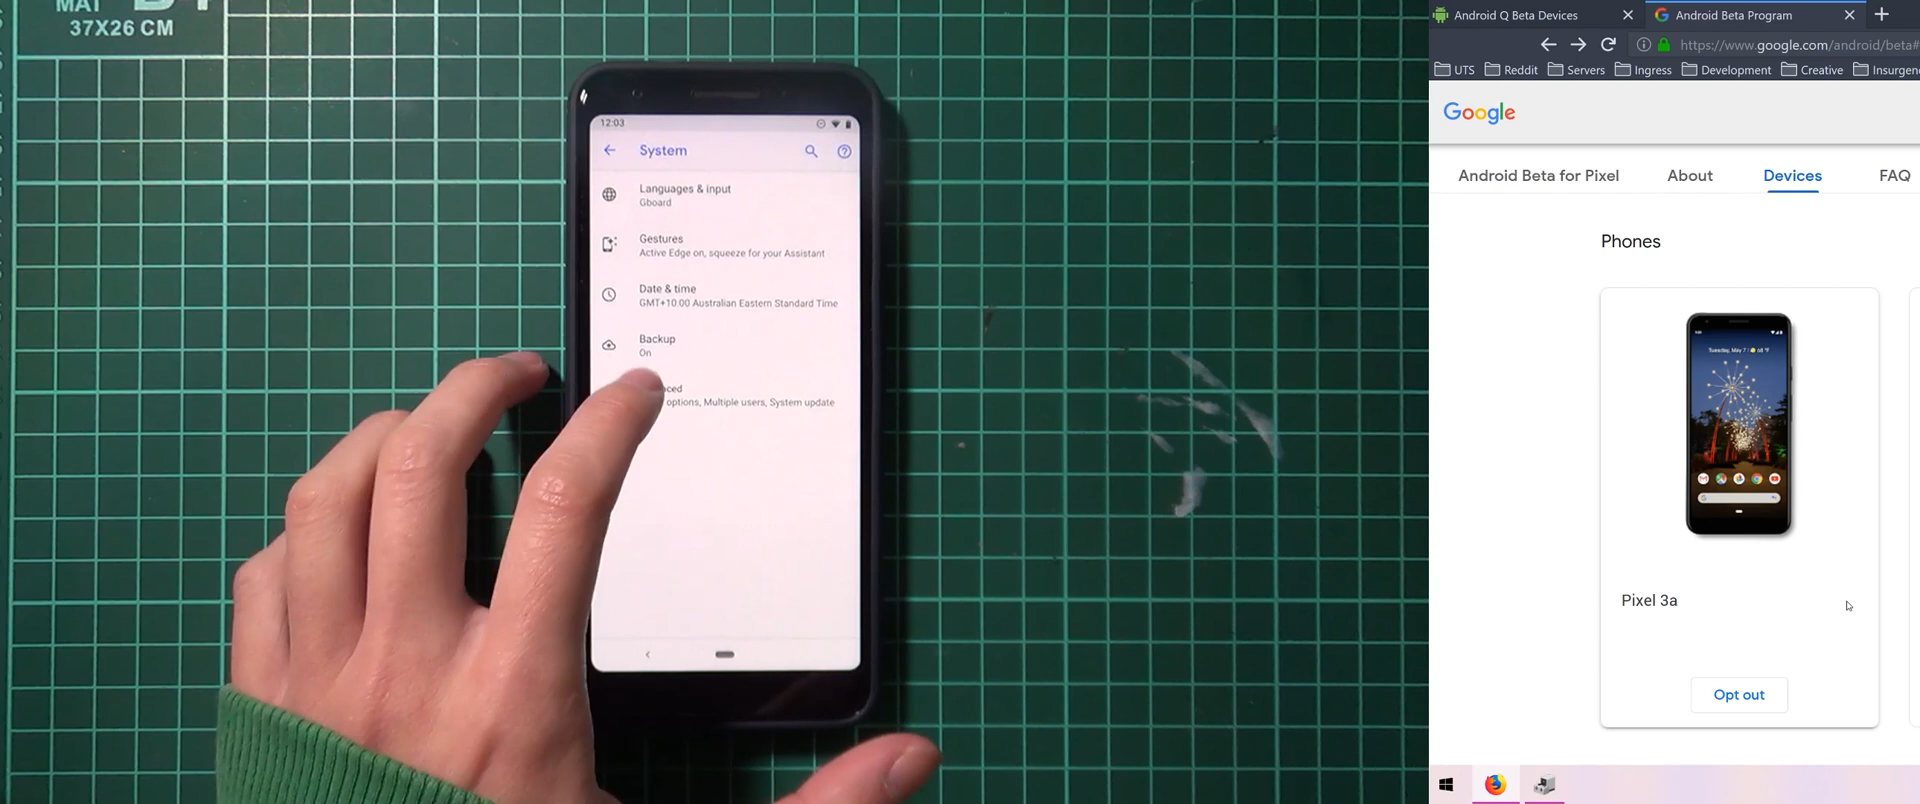 MAT
37X26 CM
12:03
System
Languages & input
Gboard
Gestures
Active Edge on, squeeze for your Assistant
Date & time
GMT+10:00 Australian Eastern Standard Time
Backup
On
options, Multiple users, System update
Android Q Beta Devices
Android Beta Program
https://www.google.com/android/beta#
UTS
Reddit
Servers
Ingress
Development
Creative
Insurgenc
Google
Android Beta for Pixel
About
Devices
FAQ
Phones
Pixel 3a
Opt out